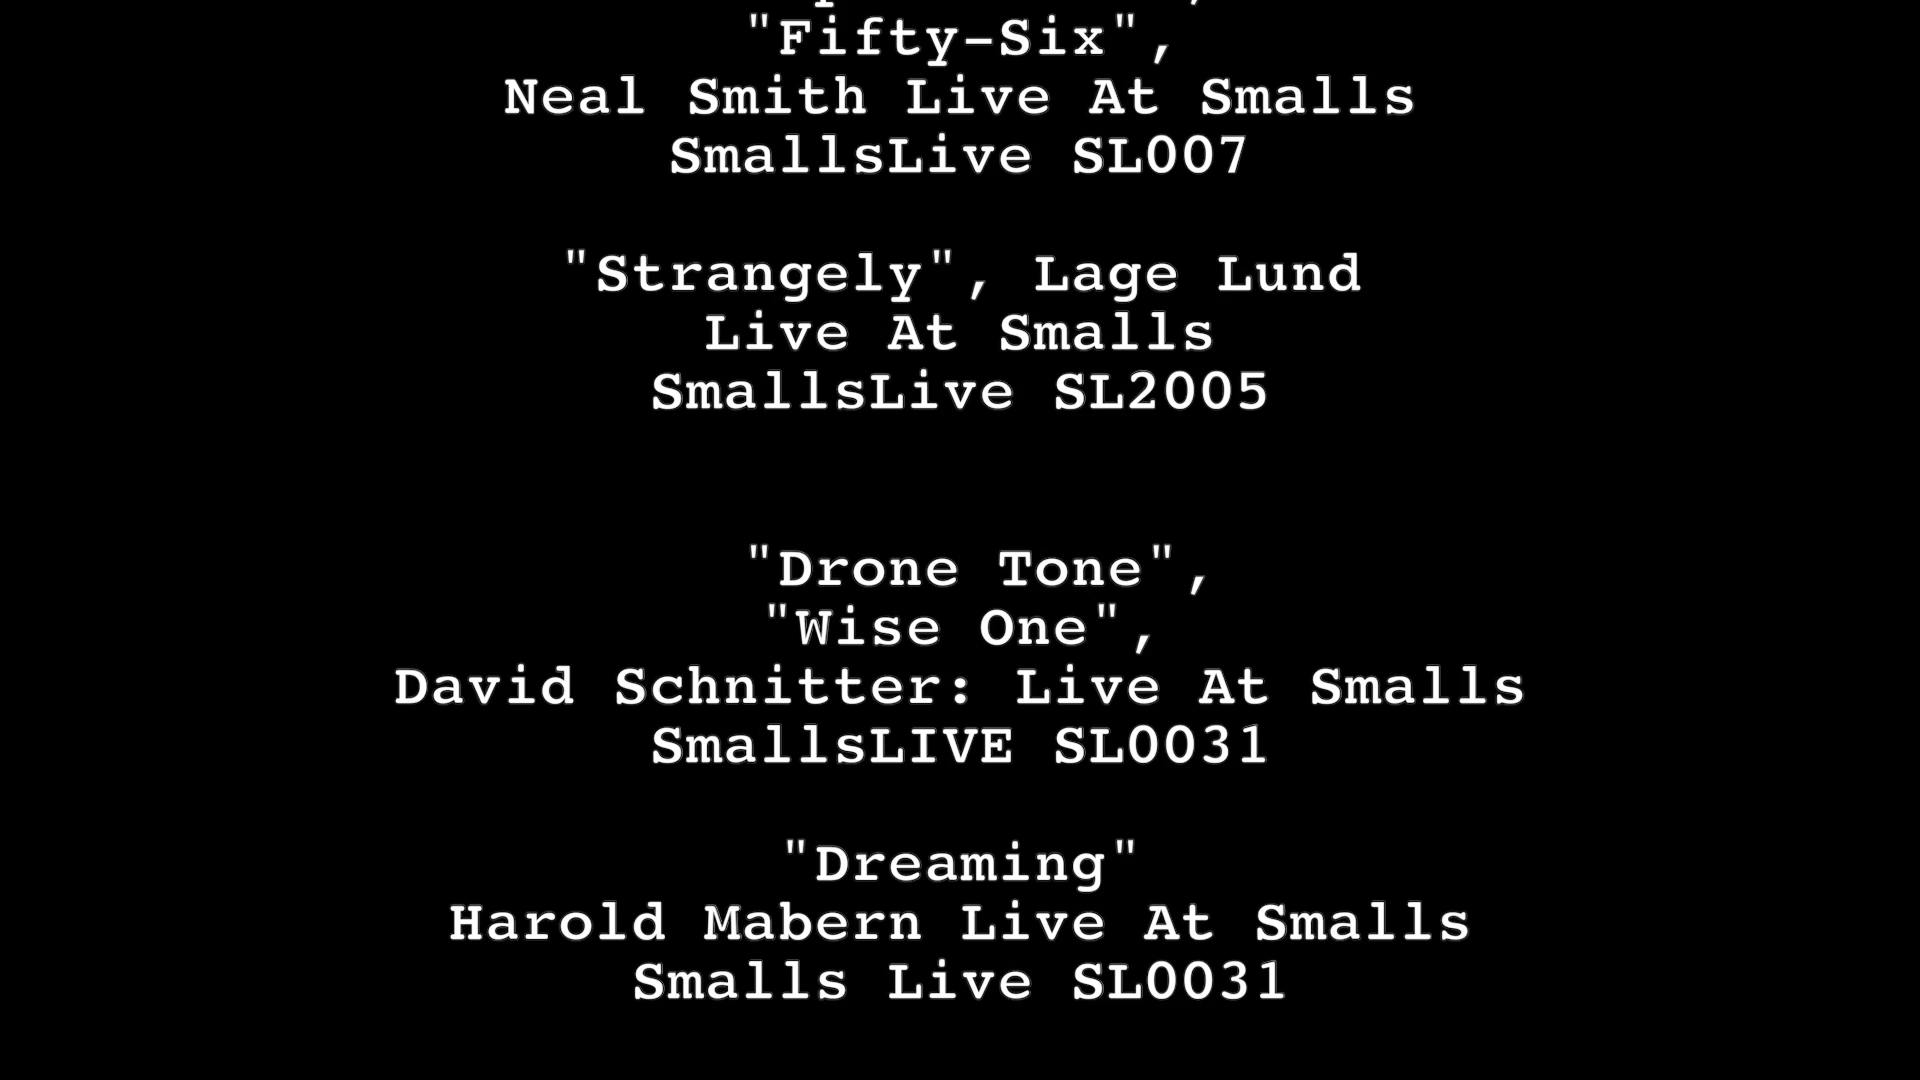 "Fifty-Six",
Neal Smith Live At Smalls
SmallsLive SL007
"Strangely", Lage Lund
Live At Smalls
SmallsLive SL2005
"Drone Tone",
"Wise One",
David Schnitter: Live At Smalls
SmallsLIVE SL0031
"Dreaming"
Harold Mabern Live At Smalls
Smalls Live SL0031